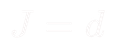 J = d